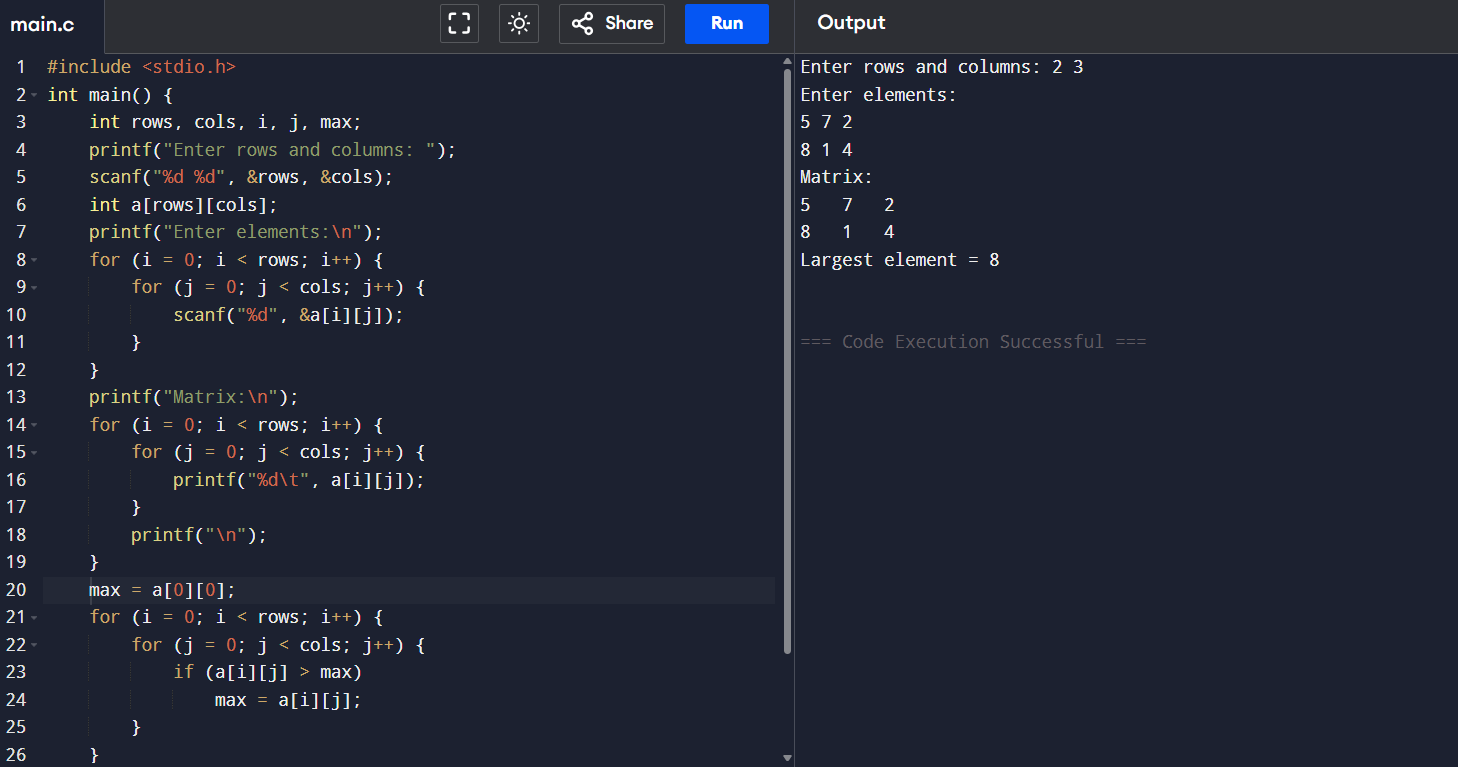 main.c
Share
Run
Output
1 #include <stdio.h>
2 int main() {
3     int rows, cols, i, j, max;
4     printf("Enter rows and columns: ");
5     scanf("%d %d", &rows, &cols);
6     int a[rows][cols];
7     printf("Enter elements:\n");
8     for (i = 0; i < rows; i++) {
9         for (j = 0; j < cols; j++) {
10             scanf("%d", &a[i][j]);
11         }
12     }
13     printf("Matrix:\n");
14     for (i = 0; i < rows; i++) {
15         for (j = 0; j < cols; j++) {
16             printf("%d\t", a[i][j]);
17         }
18         printf("\n");
19     }
20     max = a[0][0];
21     for (i = 0; i < rows; i++) {
22         for (j = 0; j < cols; j++) {
23             if (a[i][j] > max)
24                 max = a[i][j];
25         }
26     }
Enter rows and columns: 2 3
Enter elements:
5 7 2
8 1 4
Matrix:
5   7   2
8   1   4
Largest element = 8
=== Code Execution Successful ===